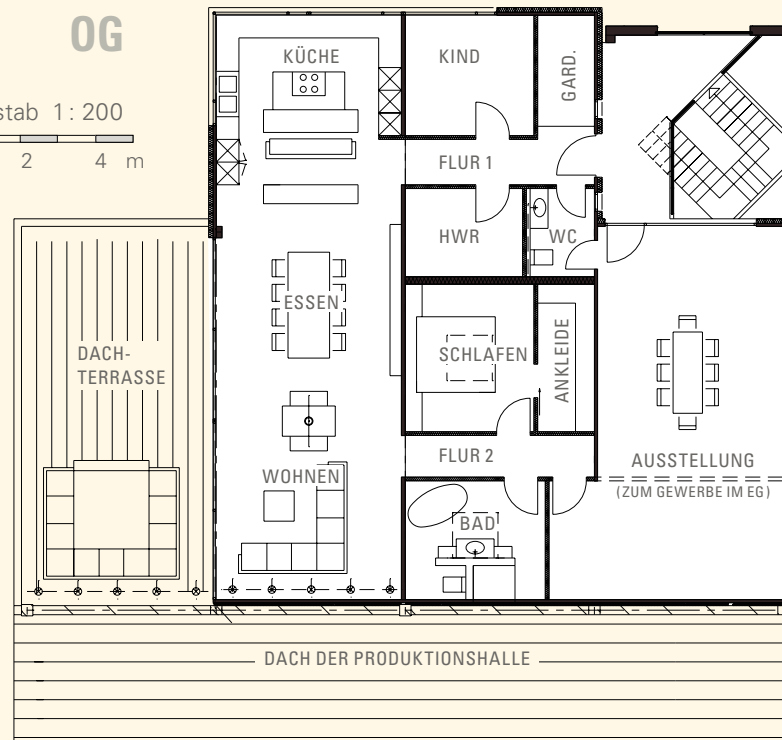 OG
stab 1 : 200
2 4 m
KÜCHE
KIND
GARD.
FLUR 1
HWR
WC
ESSEN
DACH-
TERRASSE
SCHLAFEN
ANKLEIDE
FLUR 2
WOHNEN
AUSSTELLUNG
(ZUM GEWERBE IM EG)
BAD
DACH DER PRODUKTIONSHALLE